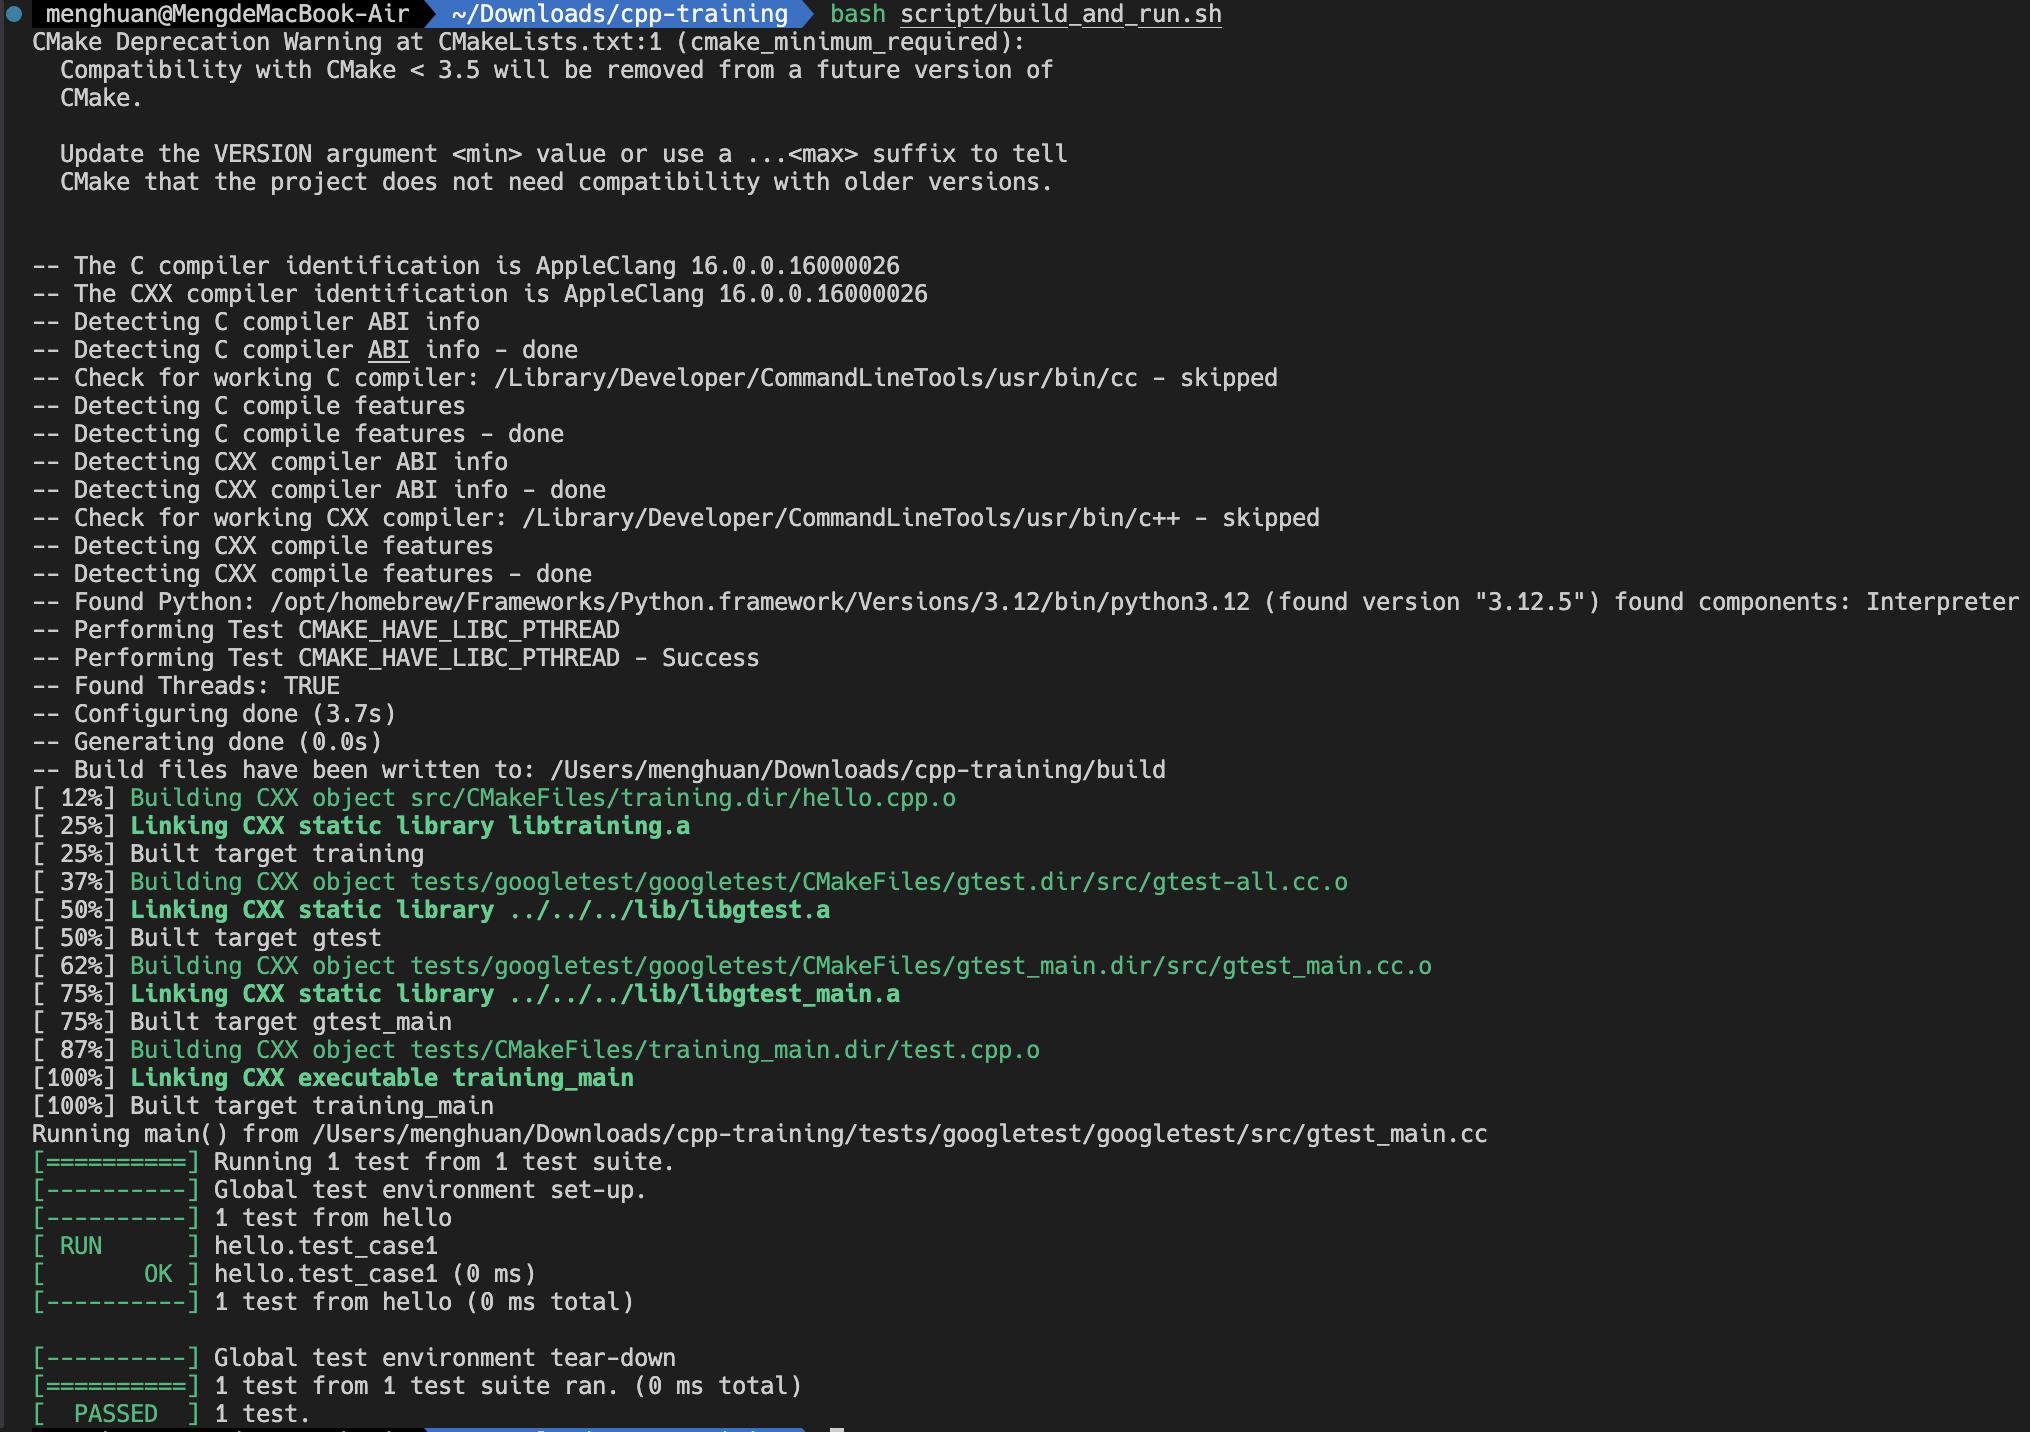 menghuan@MengdeMacBook-Air ~/Downloads/cpp-training bash script/build_and_run.sh
CMake Deprecation Warning at CMakeLists.txt:1 (cmake_minimum_required):
  Compatibility with CMake < 3.5 will be removed from a future version of
  CMake.
  Update the VERSION argument <min> value or use a ...<max> suffix to tell
  CMake that the project does not need compatibility with older versions.
-- The C compiler identification is AppleClang 16.0.0.16000026
-- The CXX compiler identification is AppleClang 16.0.0.16000026
-- Detecting C compiler ABI info
-- Detecting C compiler ABI info - done
-- Check for working C compiler: /Library/Developer/CommandLineTools/usr/bin/cc - skipped
-- Detecting C compile features
-- Detecting C compile features - done
-- Detecting CXX compiler ABI info
-- Detecting CXX compiler ABI info - done
-- Check for working CXX compiler: /Library/Developer/CommandLineTools/usr/bin/c++ - skipped
-- Detecting CXX compile features
-- Detecting CXX compile features - done
-- Found Python: /opt/homebrew/Frameworks/Python.framework/Versions/3.12/bin/python3.12 (found version "3.12.5") found components: Interpreter
-- Performing Test CMAKE_HAVE_LIBC_PTHREAD
-- Performing Test CMAKE_HAVE_LIBC_PTHREAD - Success
-- Found Threads: TRUE
-- Configuring done (3.7s)
-- Generating done (0.0s)
-- Build files have been written to: /Users/menghuan/Downloads/cpp-training/build
[ 12%] Building CXX object src/CMakeFiles/training.dir/hello.cpp.o
[ 25%] Linking CXX static library libtraining.a
[ 25%] Built target training
[ 37%] Building CXX object tests/googletest/googletest/CMakeFiles/gtest.dir/src/gtest-all.cc.o
[ 50%] Linking CXX static library ../../../lib/libgtest.a
[ 50%] Built target gtest
[ 62%] Building CXX object tests/googletest/googletest/CMakeFiles/gtest_main.dir/src/gtest_main.cc.o
[ 75%] Linking CXX static library ../../../lib/libgtest_main.a
[ 75%] Built target gtest_main
[ 87%] Building CXX object tests/CMakeFiles/training_main.dir/test.cpp.o
[100%] Linking CXX executable training_main
[100%] Built target training_main
Running main() from /Users/menghuan/Downloads/cpp-training/tests/googletest/googletest/src/gtest_main.cc
[==========] Running 1 test from 1 test suite.
[----------] Global test environment set-up.
[----------] 1 test from hello
[ RUN      ] hello.test_case1
[       OK ] hello.test_case1 (0 ms)
[----------] 1 test from hello (0 ms total)
[----------] Global test environment tear-down
[==========] 1 test from 1 test suite ran. (0 ms total)
[  PASSED  ] 1 test.